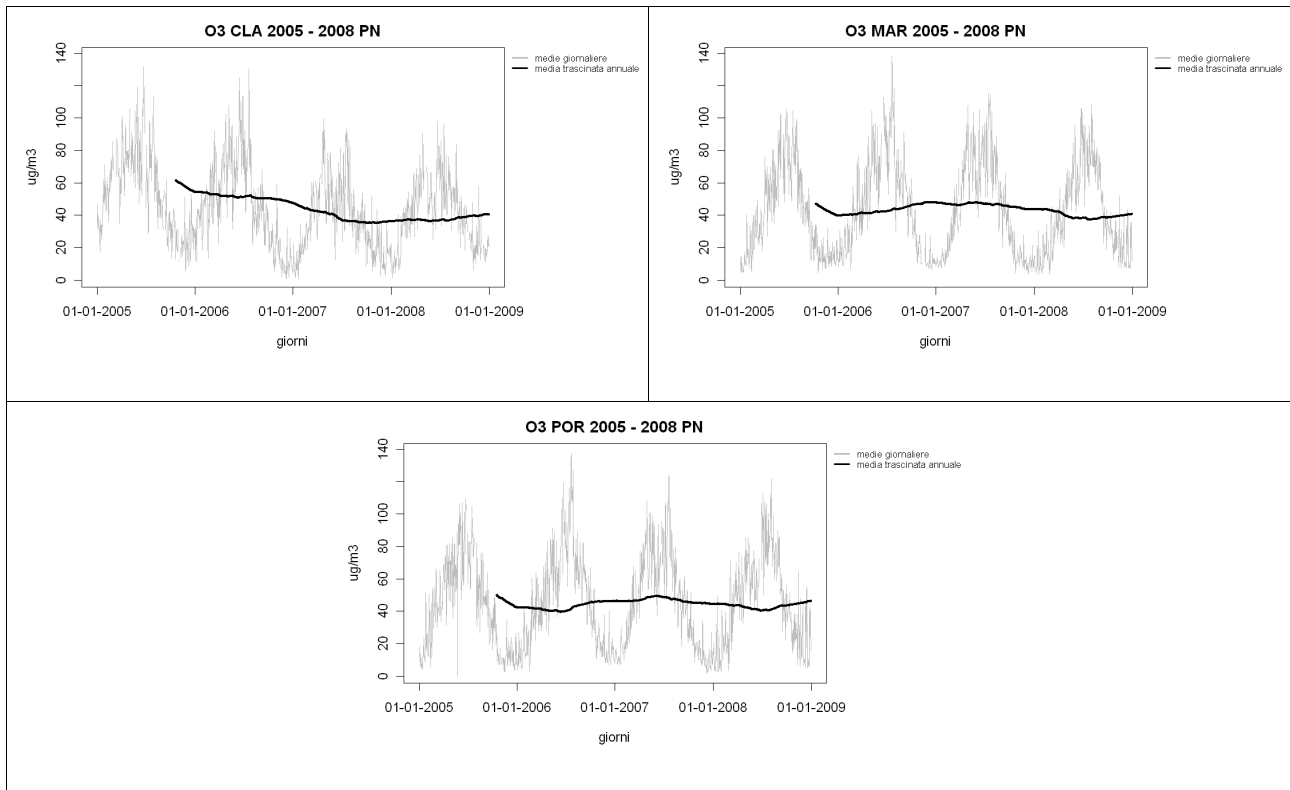 O3 CLA 2005 - 2008 PN
medie giornaliere
media trascinata annuale
ug/m3
140
100
80
60
40
20
0
01-01-2005 01-01-2006 01-01-2007 01-01-2008 01-01-2009
giorni
O3 MAR 2005 - 2008 PN
medie giornaliere
media trascinata annuale
ug/m3
140
100
80
60
40
20
0
01-01-2005 01-01-2006 01-01-2007 01-01-2008 01-01-2009
giorni
O3 POR 2005 - 2008 PN
medie giornaliere
media trascinata annuale
ug/m3
140
100
80
60
40
20
0
01-01-2005 01-01-2006 01-01-2007 01-01-2008 01-01-2009
giorni